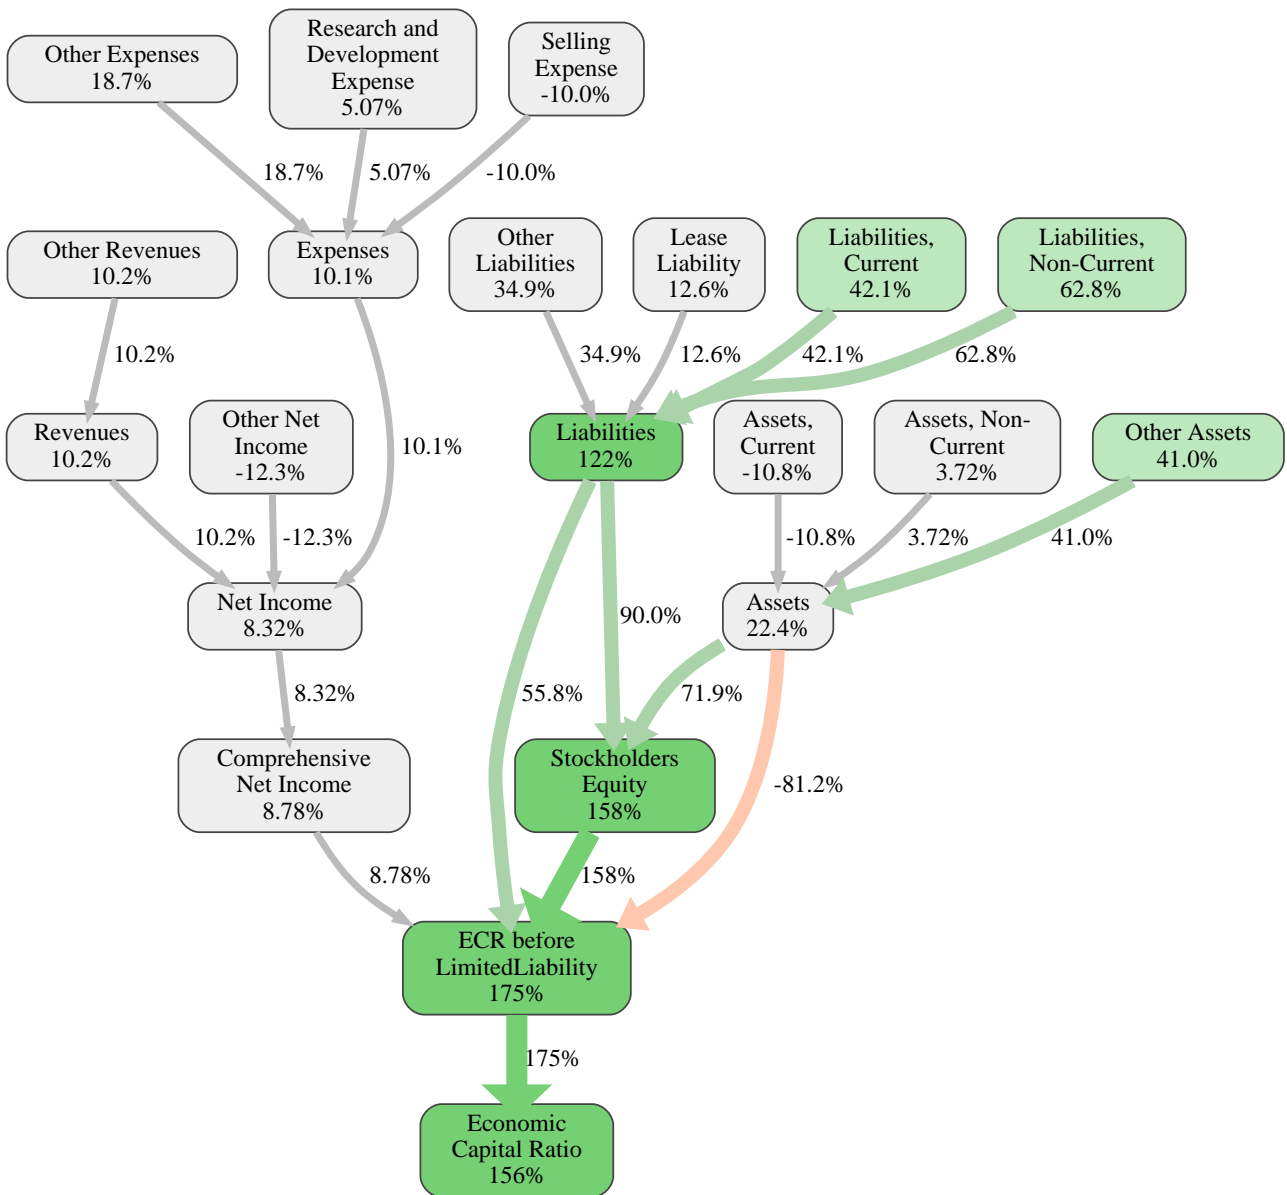 Other Expenses
18.7%
Research and
Development
Expense
5.07%
Selling
Expense
-10.0%
18.7%
5.07%
-10.0%
Other Revenues
10.2%
Expenses
10.1%
Other
Liabilities
34.9%
Lease
Liability
12.6%
Liabilities,
Current
42.1%
Liabilities,
Non-Current
62.8%
10.2%
34.9%
12.6%
42.1%
62.8%
Revenues
10.2%
Other Net
Income
-12.3%
10.1%
Liabilities
122%
Assets,
Current
-10.8%
Assets, Non-
Current
3.72%
Other Assets
41.0%
10.2%
-12.3%
-10.8%
3.72%
41.0%
Net Income
8.32%
90.0%
Assets
22.4%
8.32%
55.8%
71.9%
Comprehensive
Net Income
8.78%
Stockholders
Equity
158%
-81.2%
8.78%
158%
ECR before
LimitedLiability
175%
175%
Economic
Capital Ratio
156%